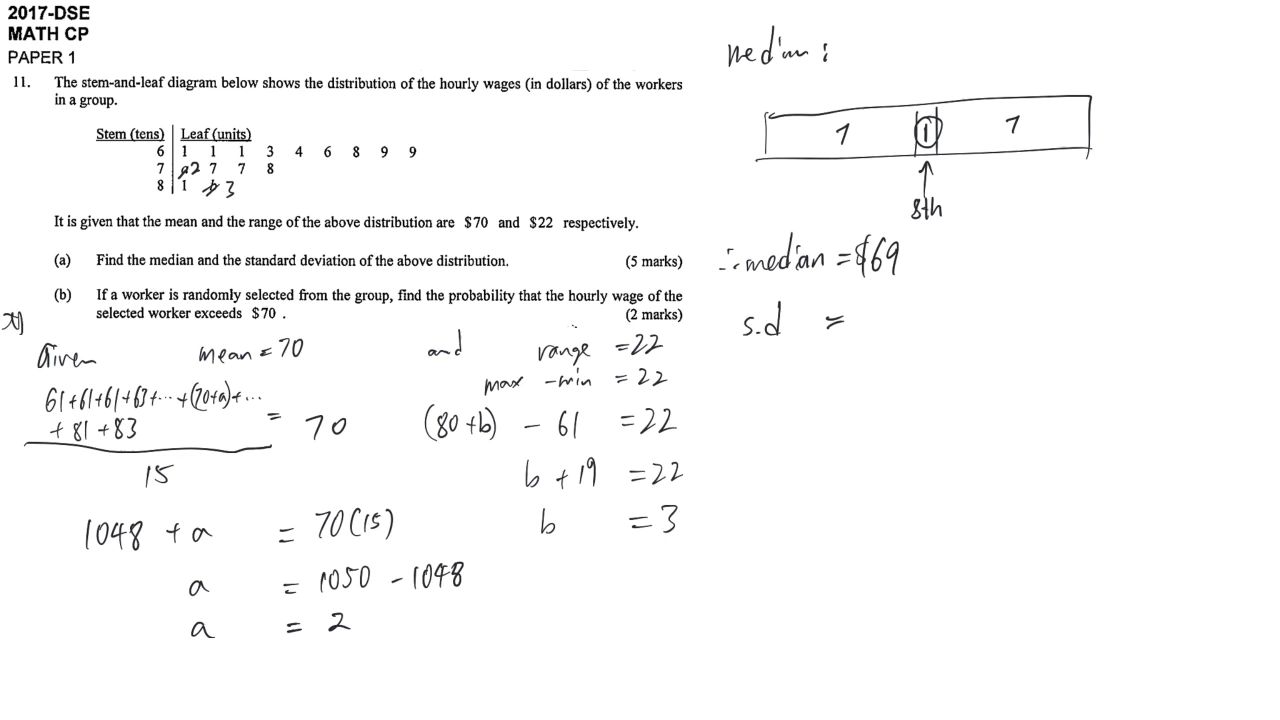 2017-DSE
MATH CP
PAPER 1
11. The stem-and-leaf diagram below shows the distribution of the hourly wages (in dollars) of the workers
in a group.
Stem (tens) | Leaf (units)
6 | 1 1 1 3 4 6 8 9 9
7 | a 2 7 7 8
8 | 1 b 3
It is given that the mean and the range of the above distribution are $70 and $22 respectively.
(a) Find the median and the standard deviation of the above distribution. (5 marks)
(b) If a worker is randomly selected from the group, find the probability that the hourly wage of the
selected worker exceeds $70 . (2 marks)
Given mean = 70 and range = 22
max - min = 22
61+61+61+63+...+(70+a)+...
+ 81 + 83
= 70
15
(80+b) - 61 = 22
b + 19 = 22
b = 3
1048 + a = 70(15)
a = 1050 - 1048
a = 2
median :
7 1 7
↑
8th
∴ median = $69
s.d =